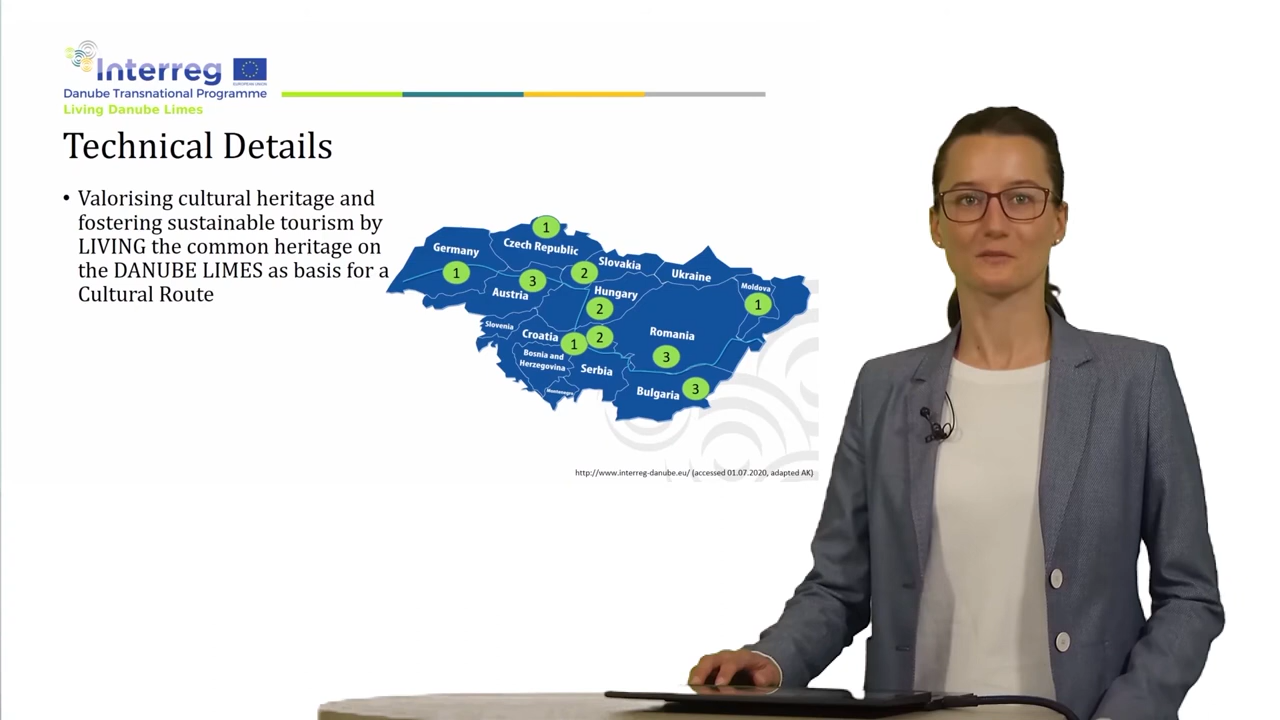 Interreg
EUROPEAN UNION
Danube Transnational Programme
Living Danube Limes
Technical Details
• Valorising cultural heritage and
fostering sustainable tourism by
LIVING the common heritage on
the DANUBE LIMES as basis for a
Cultural Route
1
Czech Republic
Germany
Slovakia
1
2
Ukraine
3
Moldova
Austria
Hungary
1
2
Slovenia
Croatia
2
Romania
1
Bosnia and
Herzegovina
3
Serbia
Montenegro
Bulgaria
3
http://www.interreg-danube.eu/ (accessed 01.07.2020, adapted AK)